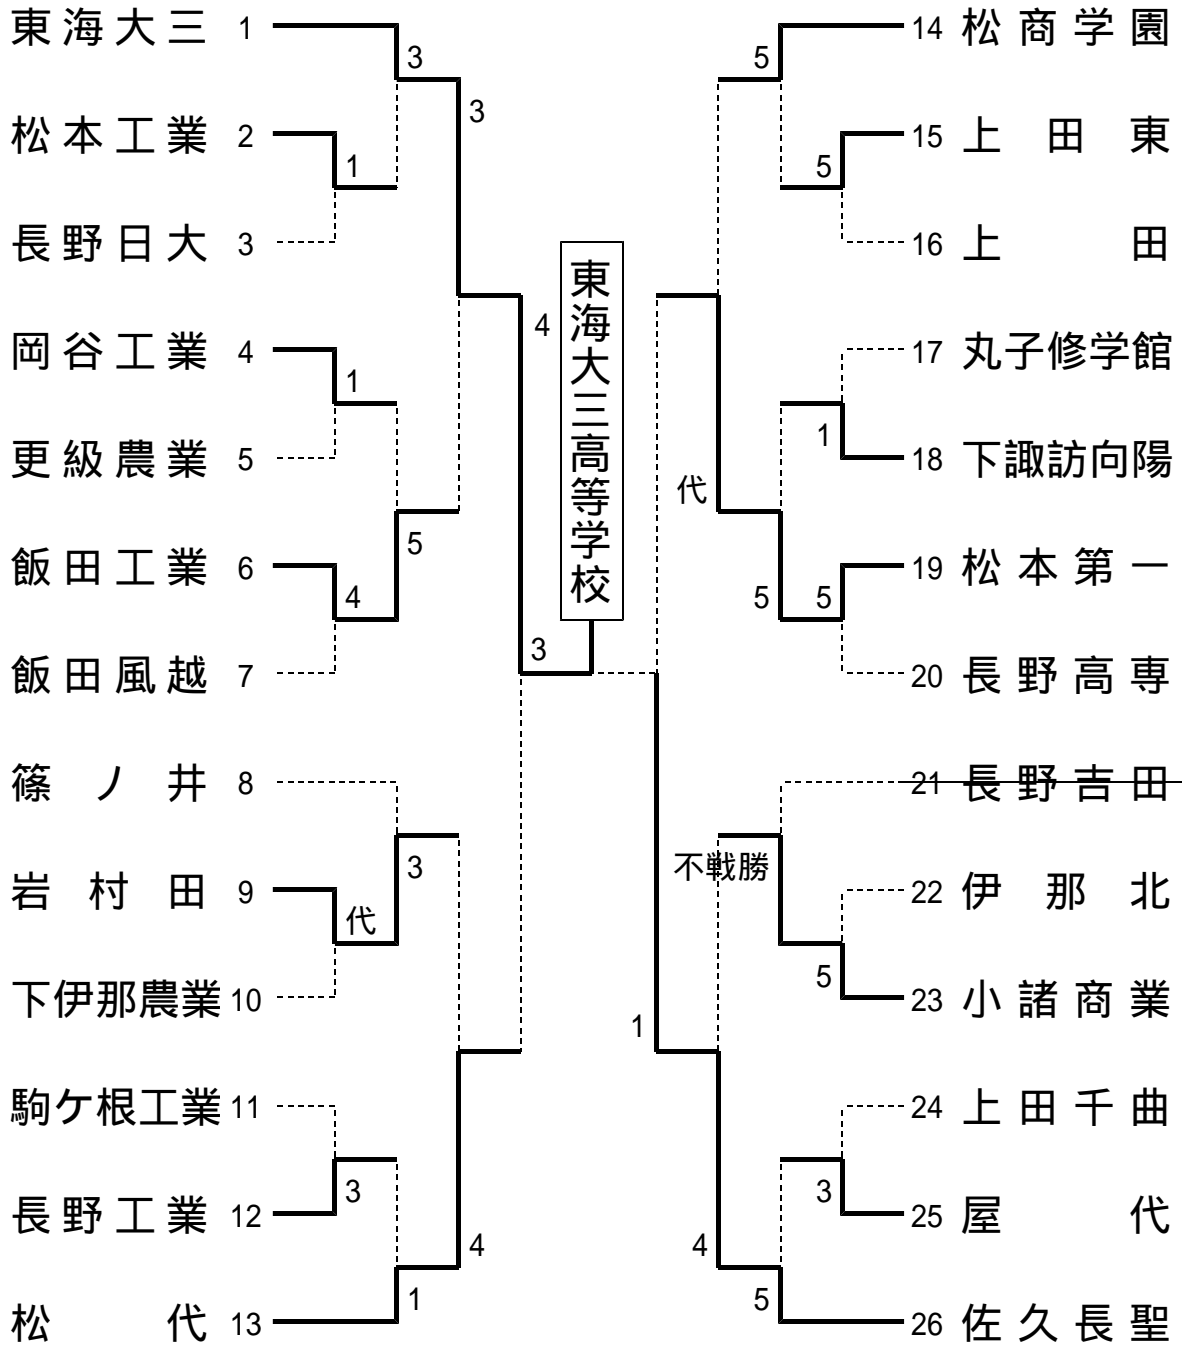 東海大三 1
3
3
松本工業 2
1
長野日大 3
岡谷工業 4
1
更級農業 5
5
飯田工業 6
4
飯田風越 7
篠ノ井 8
3
岩村田 9
代
下伊那農業 10
駒ケ根工業 11
3
長野工業 12
4
1
松代 13
4
東海大三高等学校
3
14 松商学園
5
15 上田東
5
16 上田
17 丸子修学館
1
18 下諏訪向陽
代
19 松本第一
5 5
20 長野高専
21 長野吉田
不戦勝
22 伊那北
5
23 小諸商業
1
24 上田千曲
3
25 屋代
4
5
26 佐久長聖